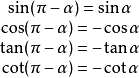 sin(π − α) = sin α
cos(π − α) = − cos α
tan(π − α) = − tan α
cot(π − α) = − cot α